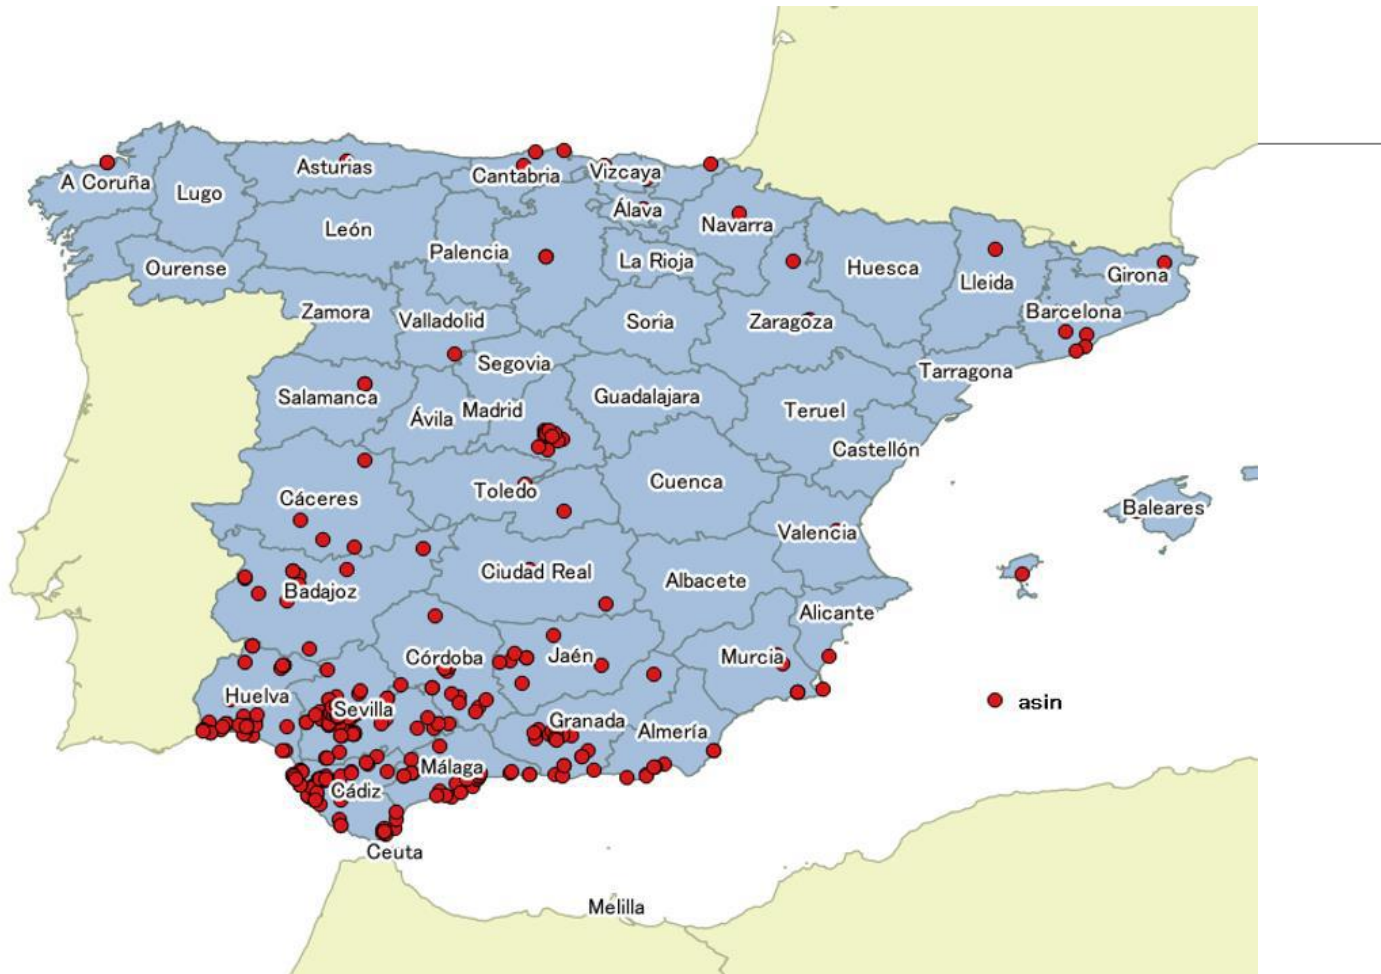 A Coruña
Lugo
Asturias
Cantabria
Vizcaya
Álava
Navarra
León
Palencia
La Rioja
Huesca
Lleida
Girona
Ourense
Zamora
Valladolid
Soria
Zaragoza
Barcelona
Segovia
Tarragona
Salamanca
Ávila
Madrid
Guadalajara
Teruel
Castellón
Cáceres
Toledo
Cuenca
Valencia
Baleares
Badajoz
Ciudad Real
Albacete
Alicante
Huelva
Córdoba
Jaén
Murcia
Sevilla
Granada
Almería
asin
Málaga
Cádiz
Ceuta
Melilla